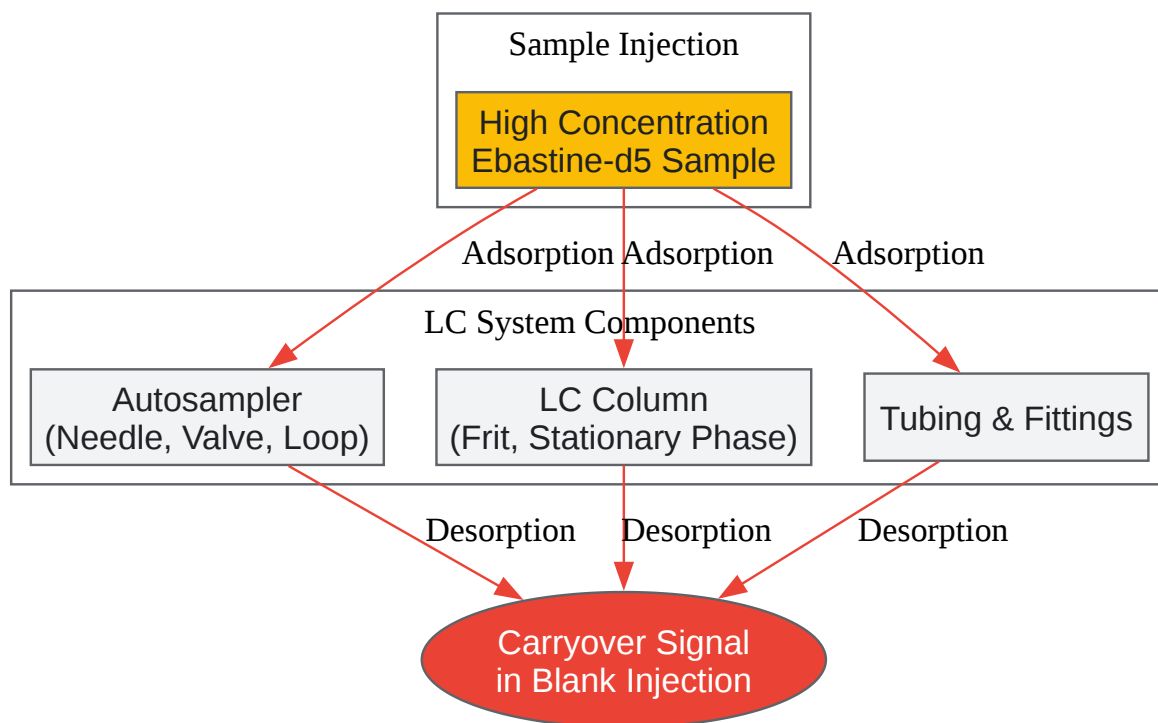 Sample Injection
High Concentration
Ebastine-d5 Sample
Adsorption Adsorption Adsorption
LC System Components
Autosampler
(Needle, Valve, Loop)
LC Column
(Frit, Stationary Phase)
Tubing & Fittings
Desorption Desorption Desorption
Carryover Signal
in Blank Injection